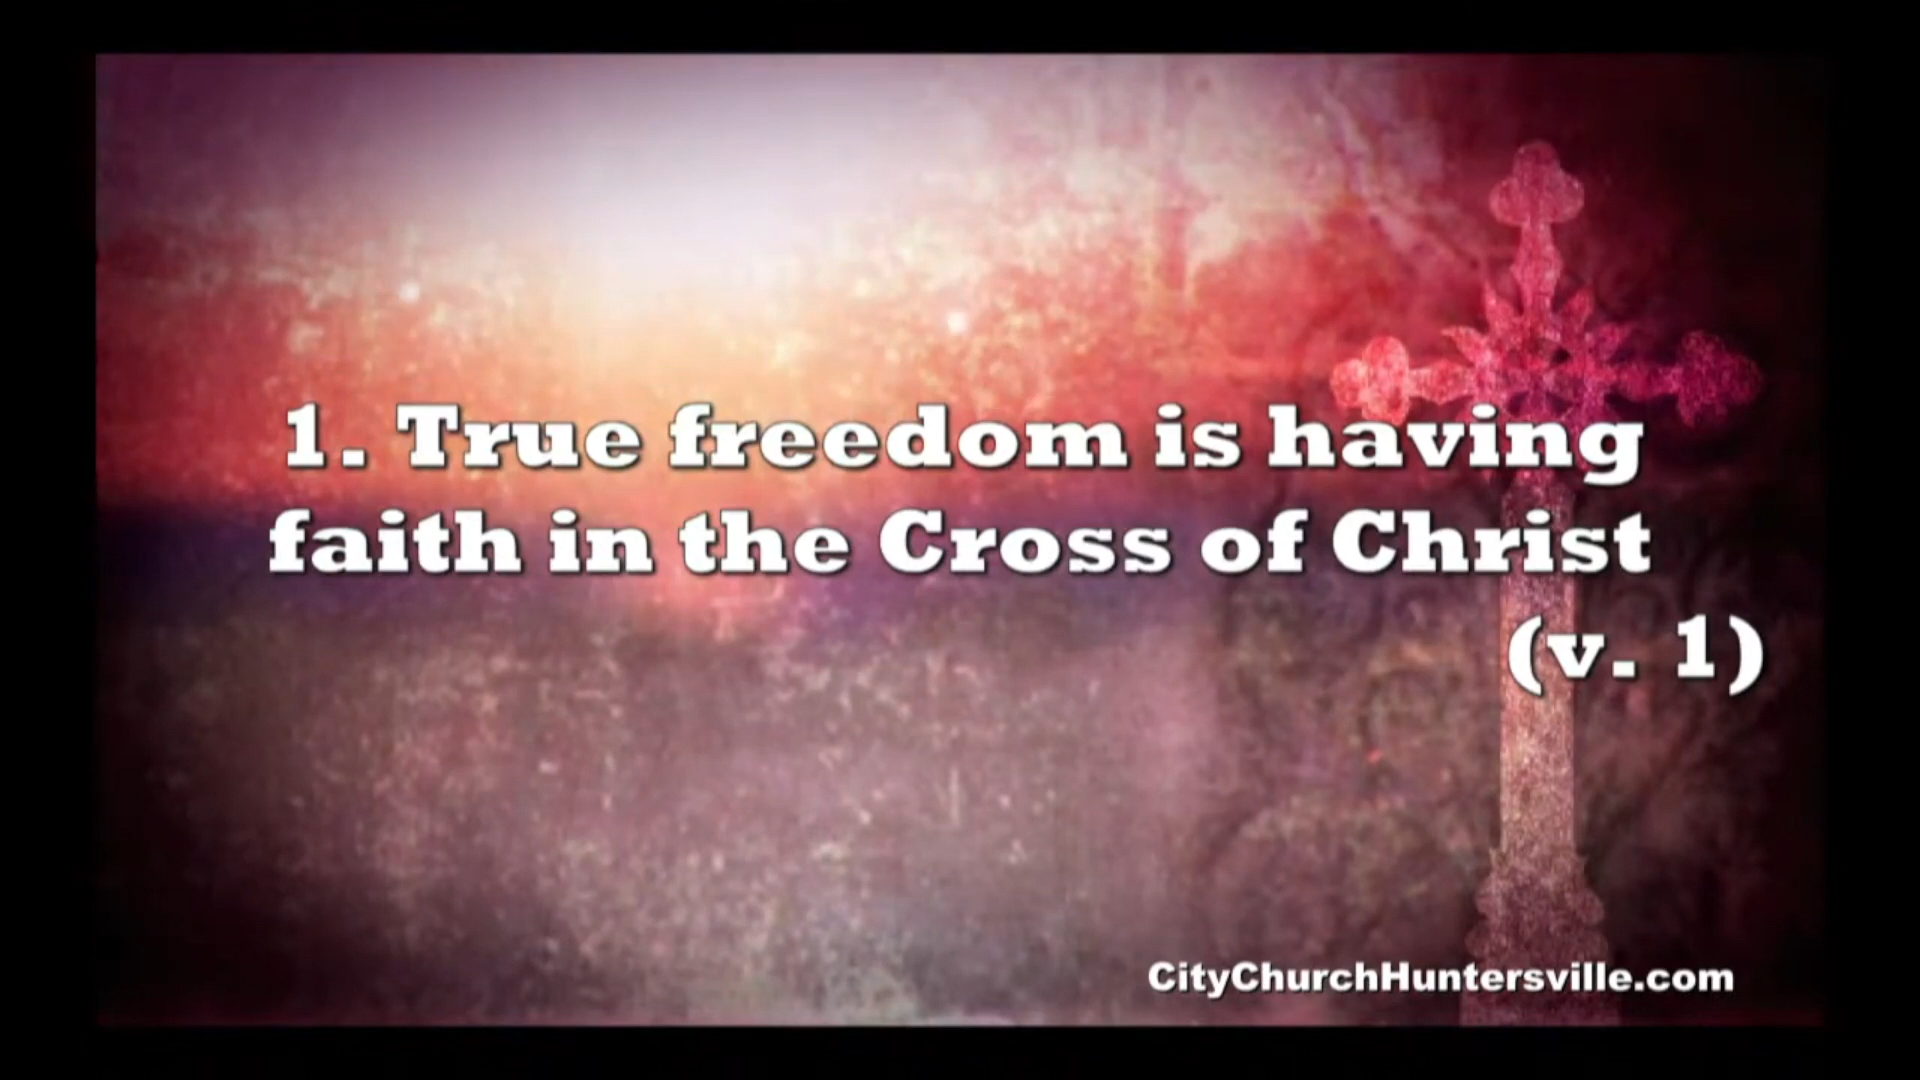 1. True freedom is having
faith in the Cross of Christ
(v. 1)
CityChurchHuntersville.com